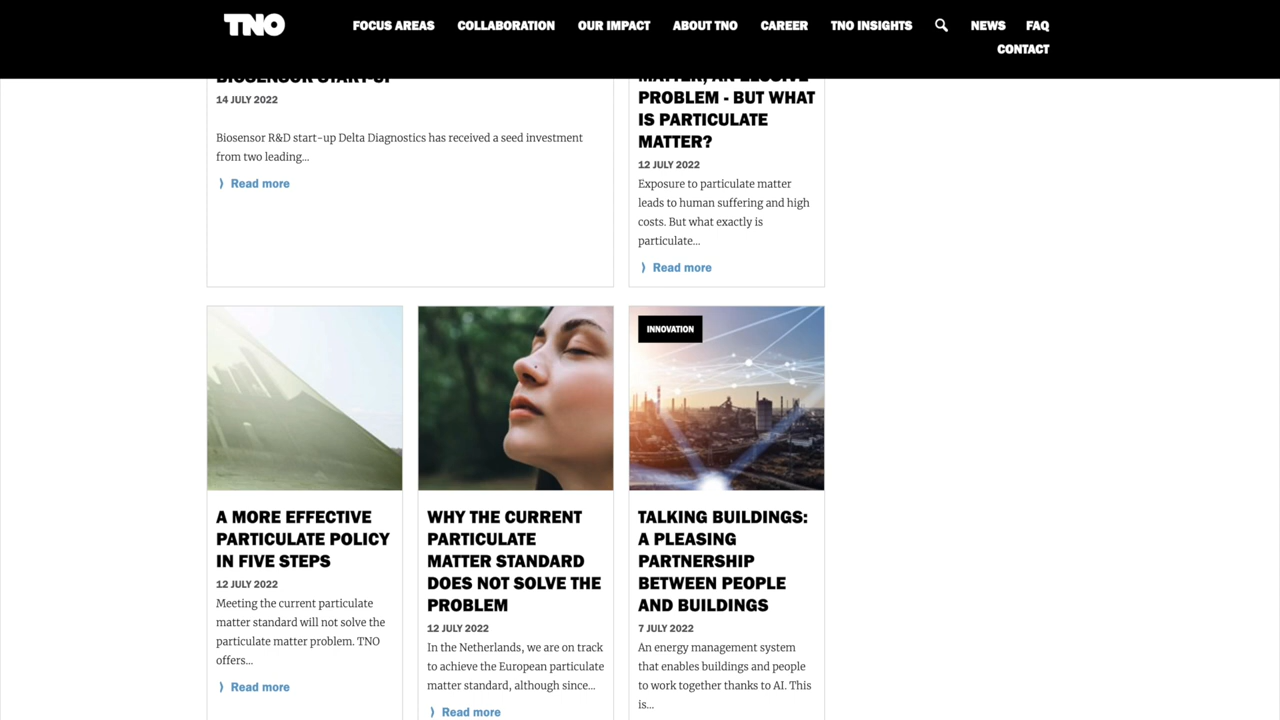 TNO
FOCUS AREAS
COLLABORATION
OUR IMPACT
ABOUT TNO
CAREER
TNO INSIGHTS
NEWS
FAQ
CONTACT
BIOSENSOR START-UP
14 JULY 2022
Biosensor R&D start-up Delta Diagnostics has received a seed investment
from two leading...
Read more
PROBLEM - BUT WHAT
IS PARTICULATE
MATTER?
12 JULY 2022
Exposure to particulate matter
leads to human suffering and high
costs. But what exactly is
particulate...
Read more
A MORE EFFECTIVE
PARTICULATE POLICY
IN FIVE STEPS
12 JULY 2022
Meeting the current particulate
matter standard will not solve the
particulate matter problem. TNO
offers...
Read more
WHY THE CURRENT
PARTICULATE
MATTER STANDARD
DOES NOT SOLVE THE
PROBLEM
12 JULY 2022
In the Netherlands, we are on track
to achieve the European particulate
matter standard, although since...
Read more
INNOVATION
TALKING BUILDINGS:
A PLEASING
PARTNERSHIP
BETWEEN PEOPLE
AND BUILDINGS
7 JULY 2022
An energy management system
that enables buildings and people
to work together thanks to AI. This
is...